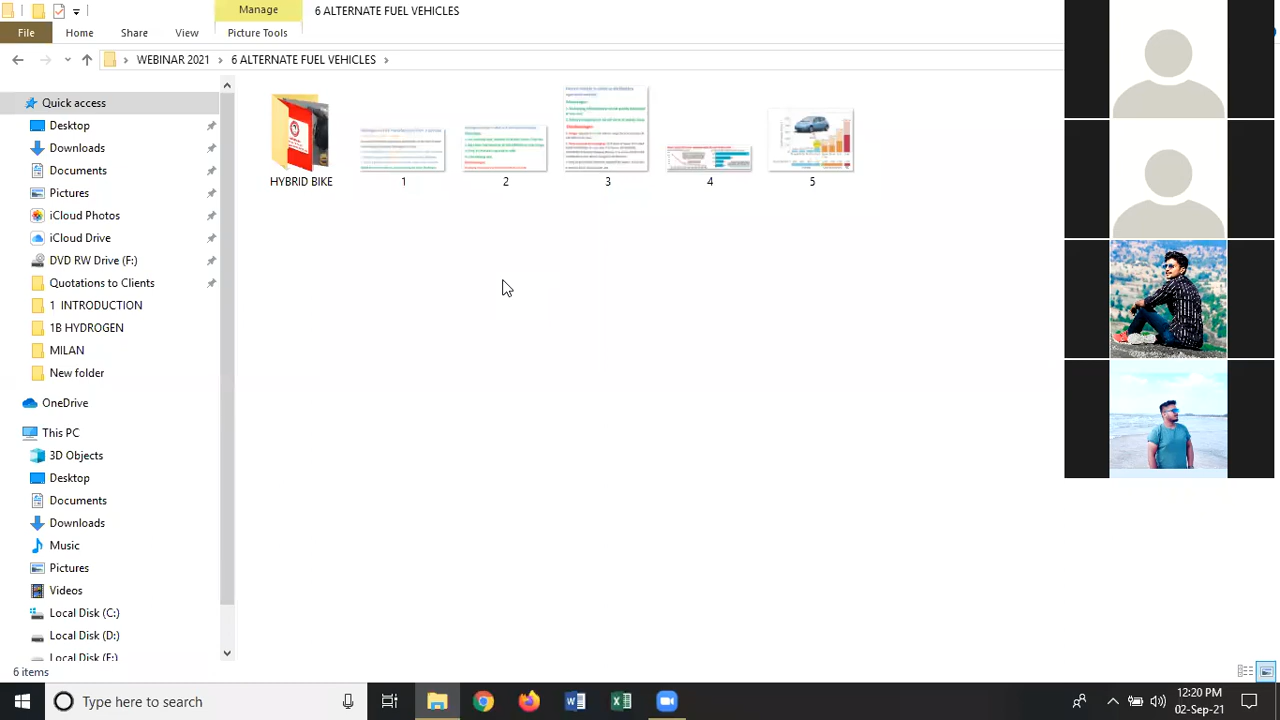 Manage
6 ALTERNATE FUEL VEHICLES
File
Home
Share
View
Picture Tools
WEBINAR 2021
6 ALTERNATE FUEL VEHICLES
Quick access
Desktop
Downloads
Documents
Pictures
iCloud Photos
iCloud Drive
DVD RW Drive (F:)
Quotations to Clients
1 INTRODUCTION
1B HYDROGEN
MILAN
New folder
OneDrive
This PC
3D Objects
Desktop
Documents
Downloads
Music
Pictures
Videos
Local Disk (C:)
Local Disk (D:)
Local Disk (E:)
HYBRID BIKE
1
2
3
4
5
6 items
Type here to search
12:20 PM
02-Sep-21